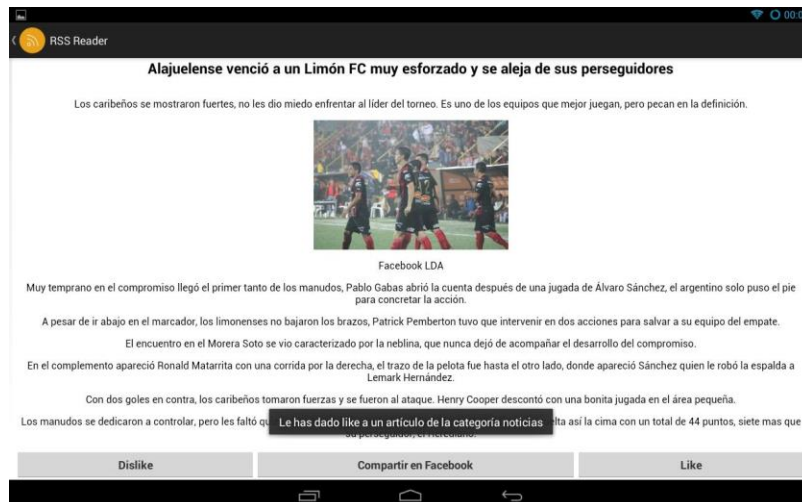 00:0
RSS Reader
Alajuelense venció a un Limón FC muy esforzado y se aleja de sus perseguidores
Los caribeños se mostraron fuertes, no les dio miedo enfrentar al líder del torneo. Es uno de los equipos que mejor juegan, pero pecan en la definición.
Facebook LDA
Muy temprano en el compromiso llegó el primer tanto de los manudos, Pablo Gabas abrió la cuenta después de una jugada de Álvaro Sánchez, el argentino solo puso el pie
para concretar la acción.
A pesar de ir abajo en el marcador, los limonenses no bajaron los brazos, Patrick Pemberton tuvo que intervenir en dos acciones para salvar a su equipo del empate.
El encuentro en el Morera Soto se vio caracterizado por la neblina, que nunca dejó de acompañar el desarrollo del compromiso.
En el complemento apareció Ronald Matarrita con una corrida por la derecha, el trazo de la pelota fue hasta el otro lado, donde apareció Sánchez quien le robó la espalda a
Lemark Hernández.
Con dos goles en contra, los caribeños tomaron fuerzas y se fueron al ataque. Henry Cooper descontó con una bonita jugada en el área pequeña.
Los manudos se dedicaron a controlar, pero les faltó así la cima con un total de 44 puntos, siete mas que
su perseguidor, el Herediano.
Le has dado like a un artículo de la categoría noticias
Dislike
Compartir en Facebook
Like